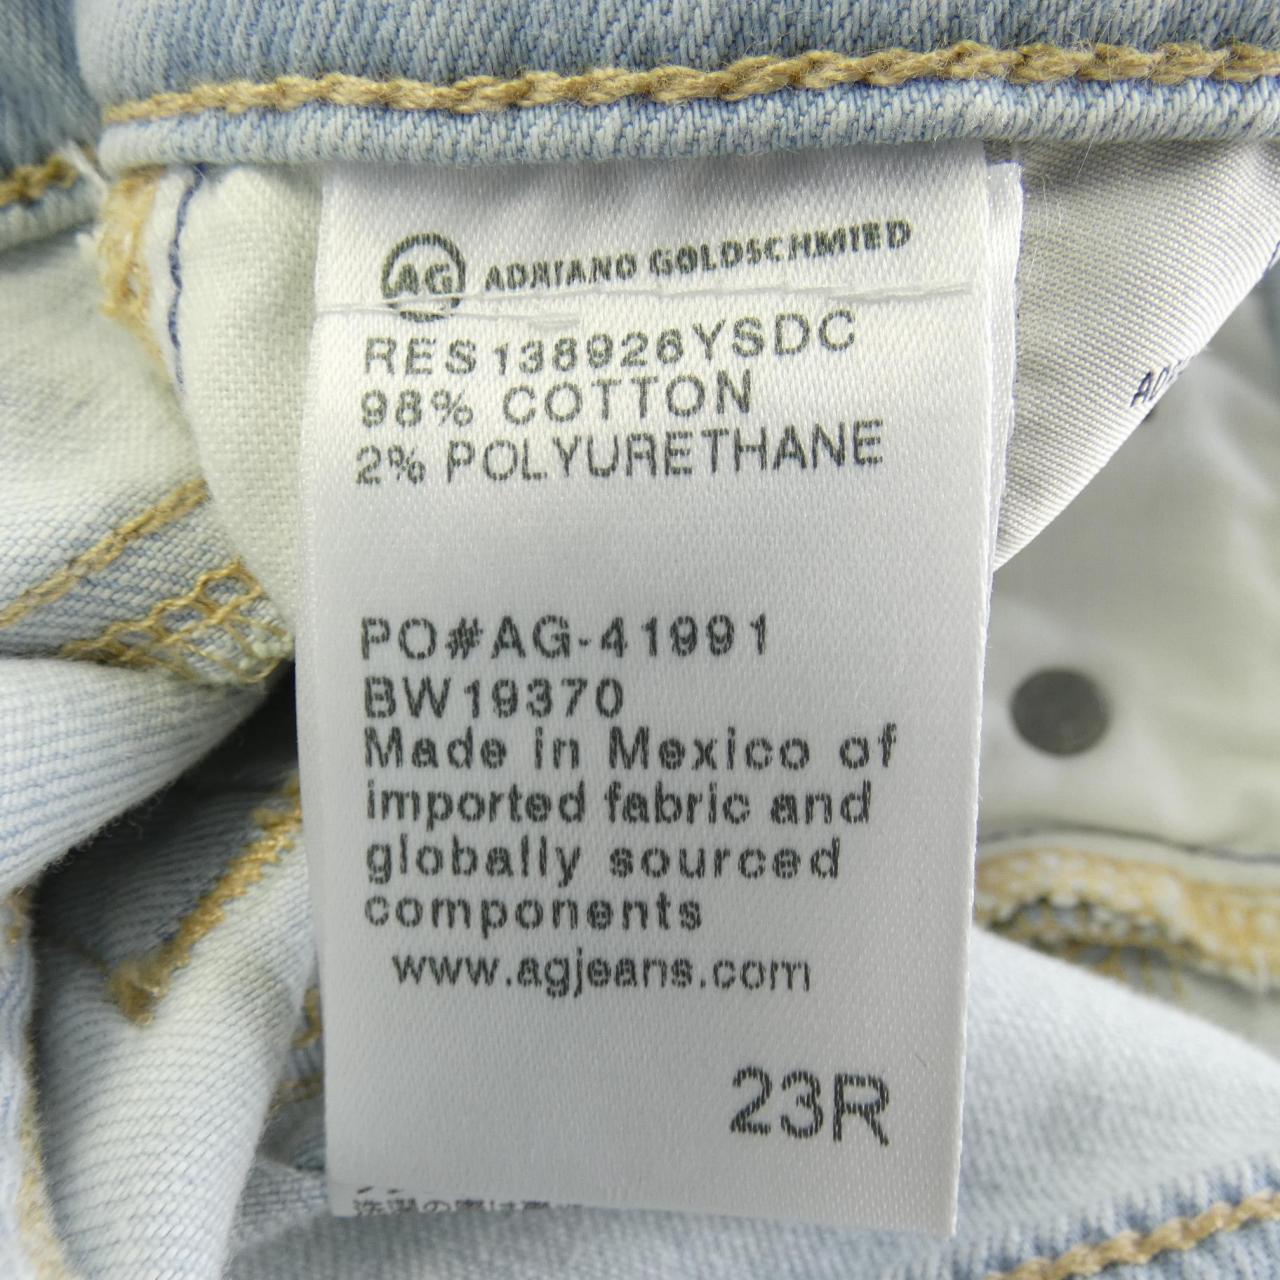 AG ADRIANO GOLDSCHMIED
RES138926YSDC
98% COTTON
2% POLYURETHANE
PO#AG-41991
BW19370
Made in Mexico of
imported fabric and
globally sourced
components
www.agjeans.com
23R